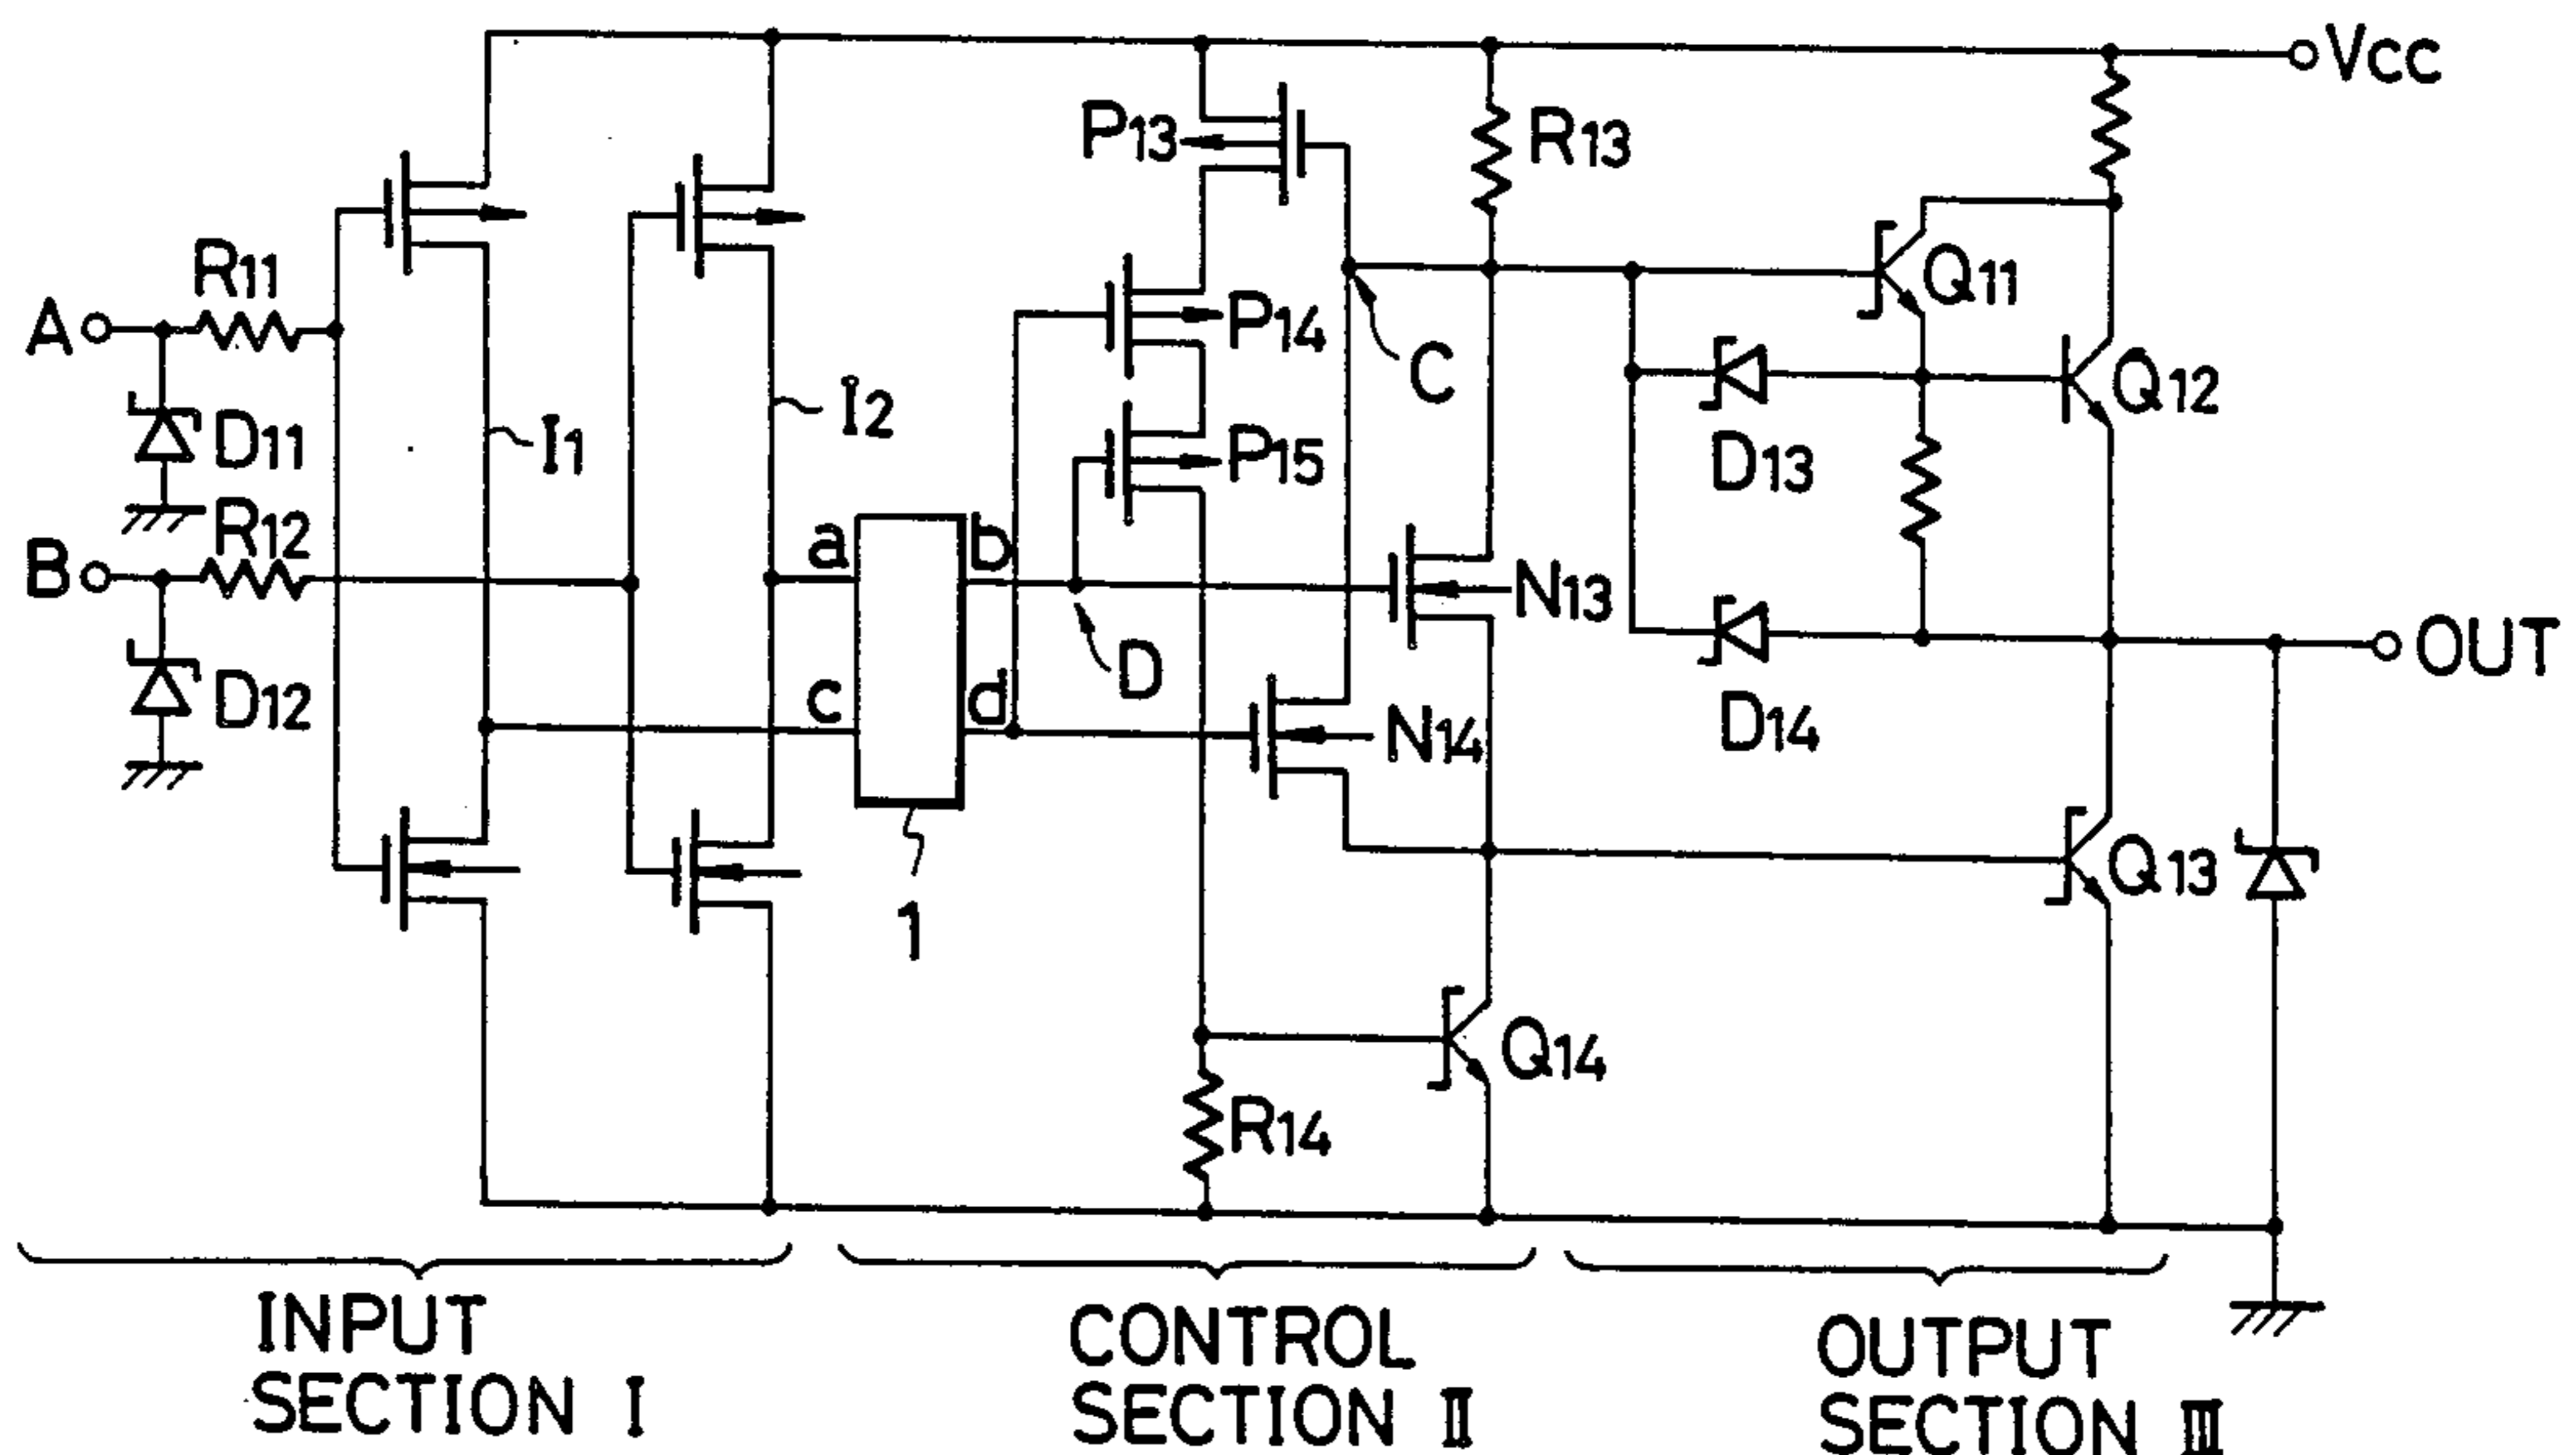 Vcc
P13
R13
R11
Q11
A
P14
C
Q12
I2
D11
I1
P15
D13
R12
a
b
B
N13
OUT
D
D12
c
d
N14
D14
Q13
1
Q14
R14
INPUT
SECTION I
CONTROL
SECTION II
OUTPUT
SECTION III